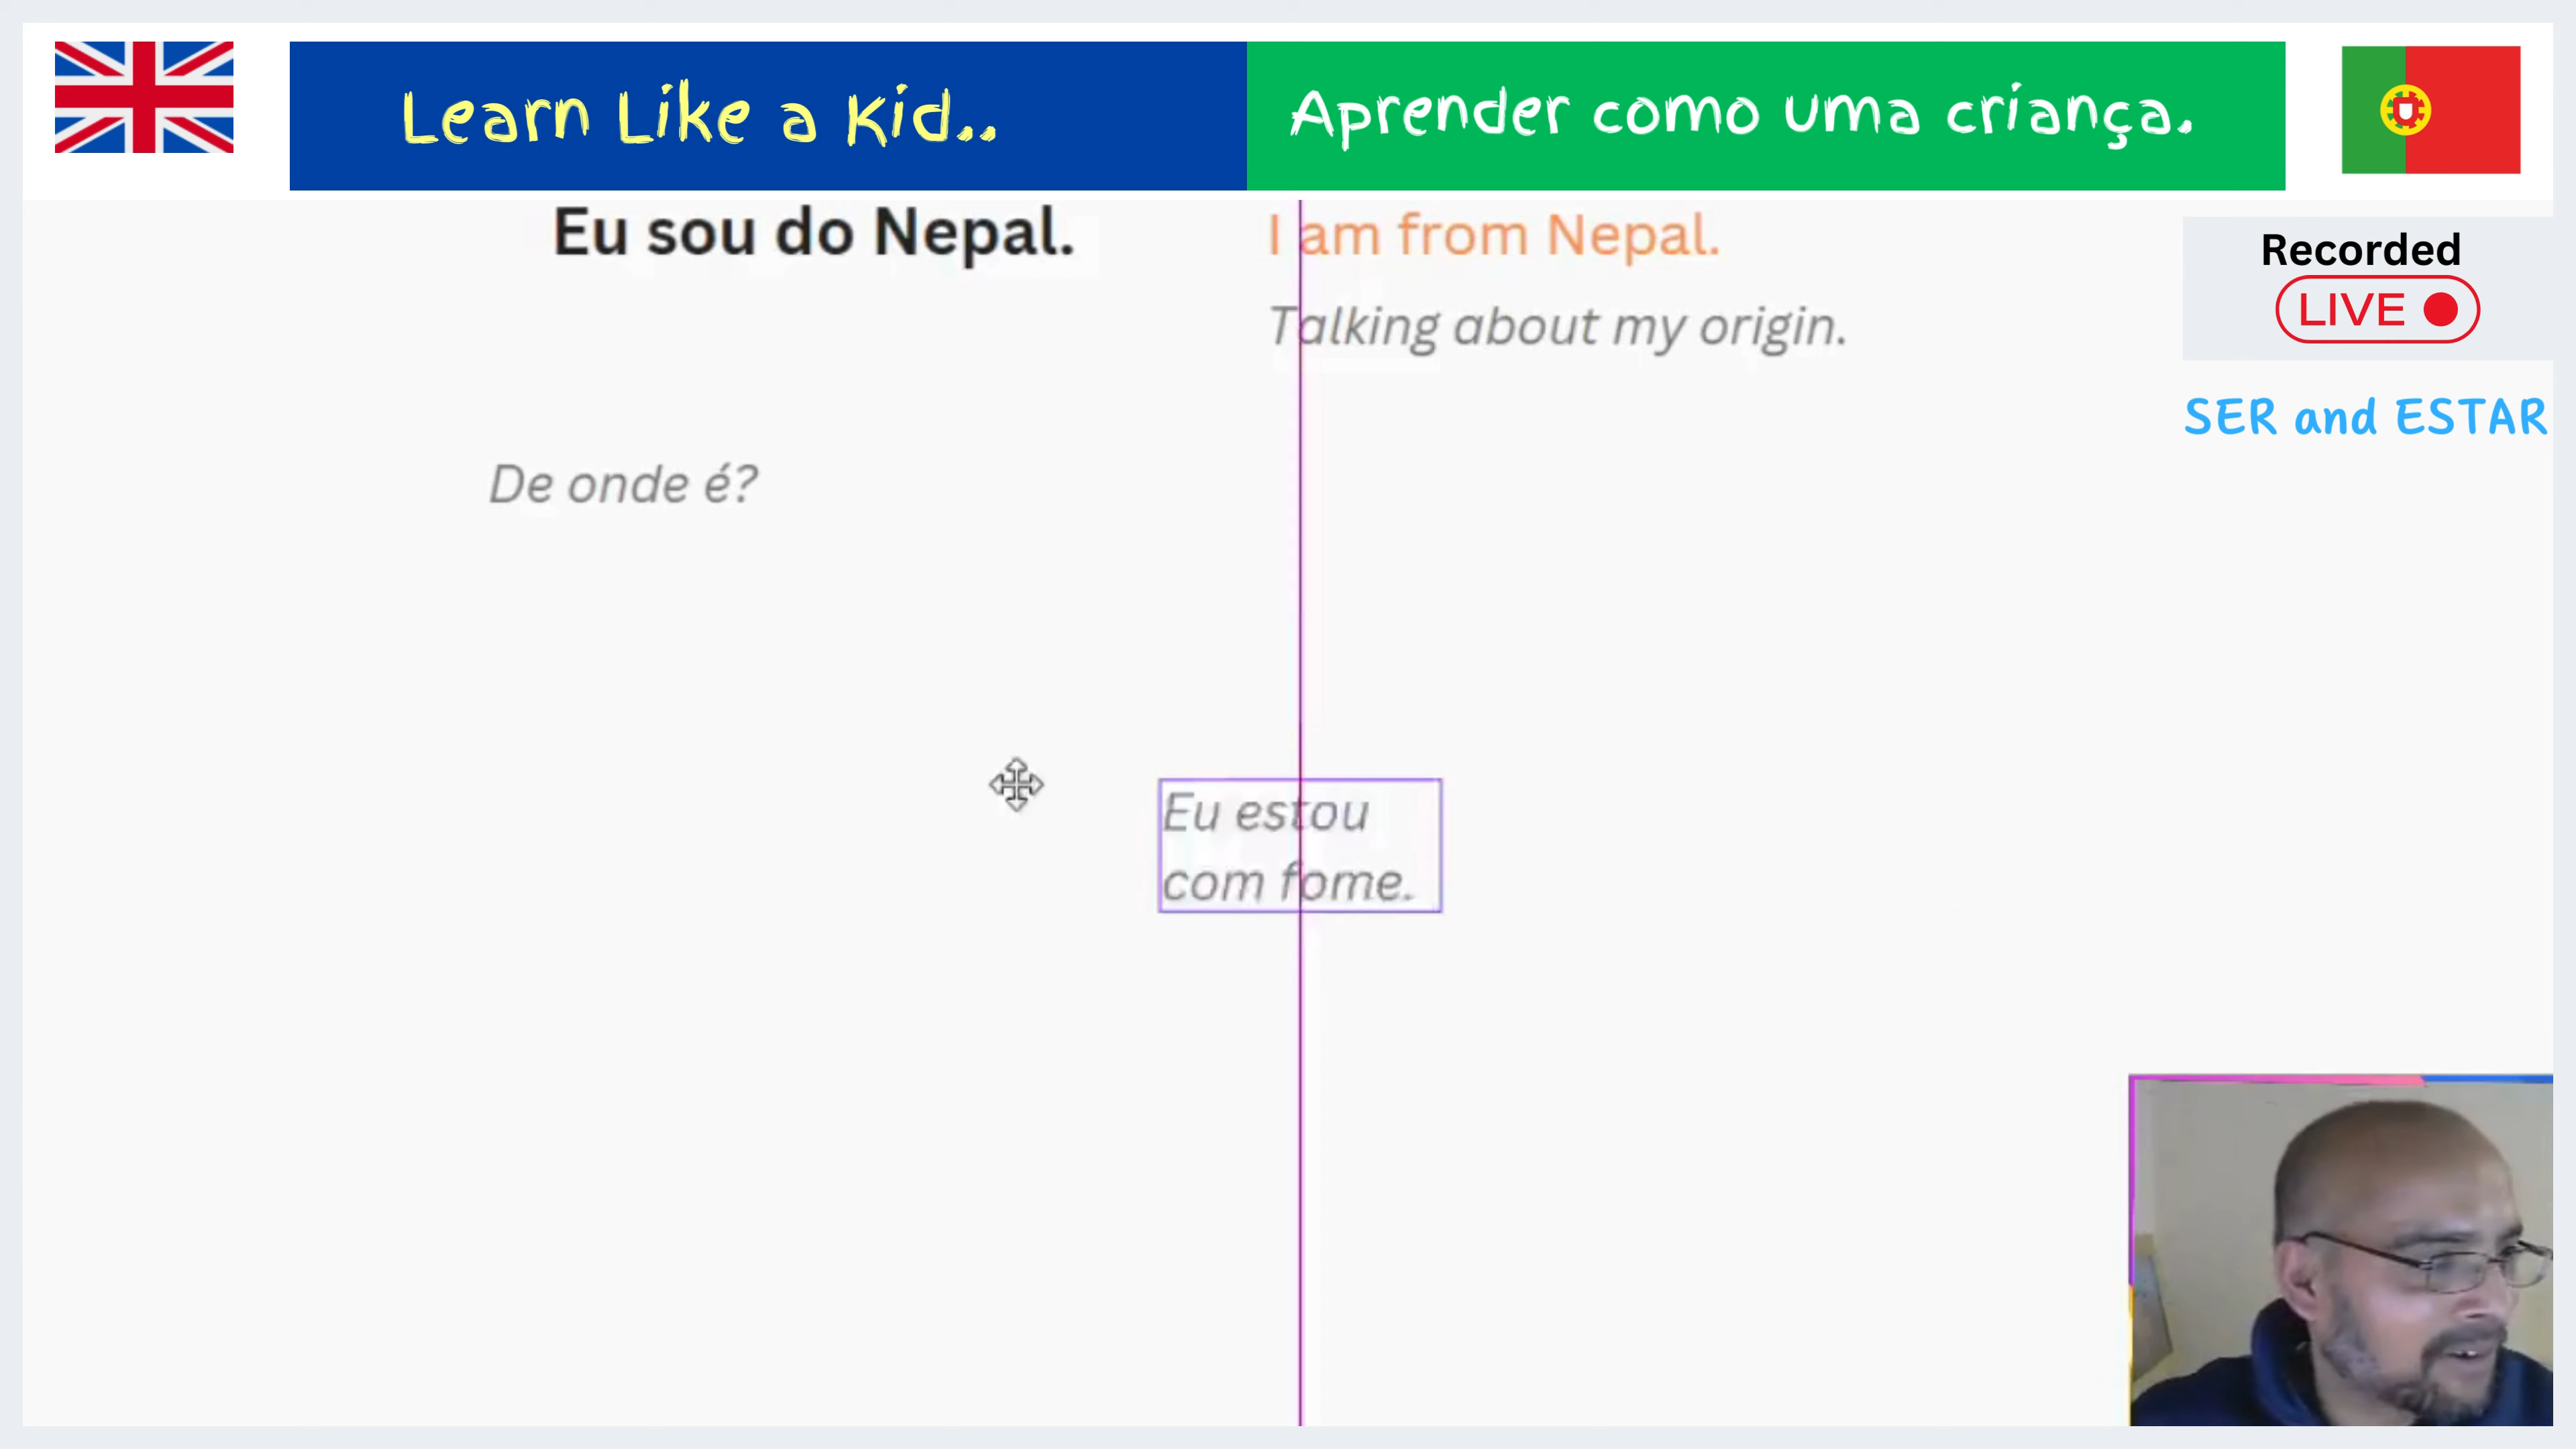 Learn Like a Kid..
Aprender como uma criança.
Eu sou do Nepal.
I am from Nepal.
Talking about my origin.
Recorded
LIVE
SER and ESTAR
De onde é?
Eu estou
com fome.